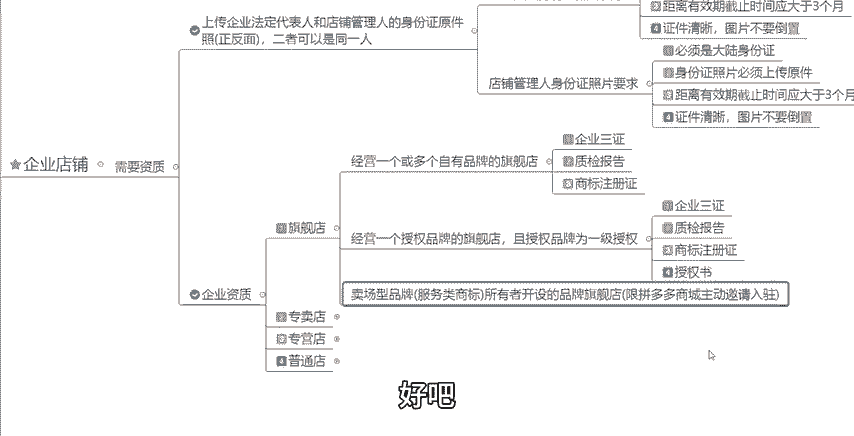 上传企业法定代表人和店铺管理人的身份证原件
照(正反面)，二者可以是同一人
距离有效期截止时间应大于3个月
4 证件清晰，图片不要倒置
店铺管理人身份证照片要求
必须是大陆身份证
身份证照片必须上传原件
距离有效期截止时间应大于3个月
4 证件清晰，图片不要倒置
企业店铺
需要资质
企业资质
旗舰店
经营一个或多个自有品牌的旗舰店
企业三证
质检报告
商标注册证
经营一个授权品牌的旗舰店，且授权品牌为一级授权
企业三证
质检报告
商标注册证
4 授权书
卖场型品牌(服务类商标)所有者开设的品牌旗舰店(限拼多多商城主动邀请入驻)
专卖店
专营店
4 普通店
好吧